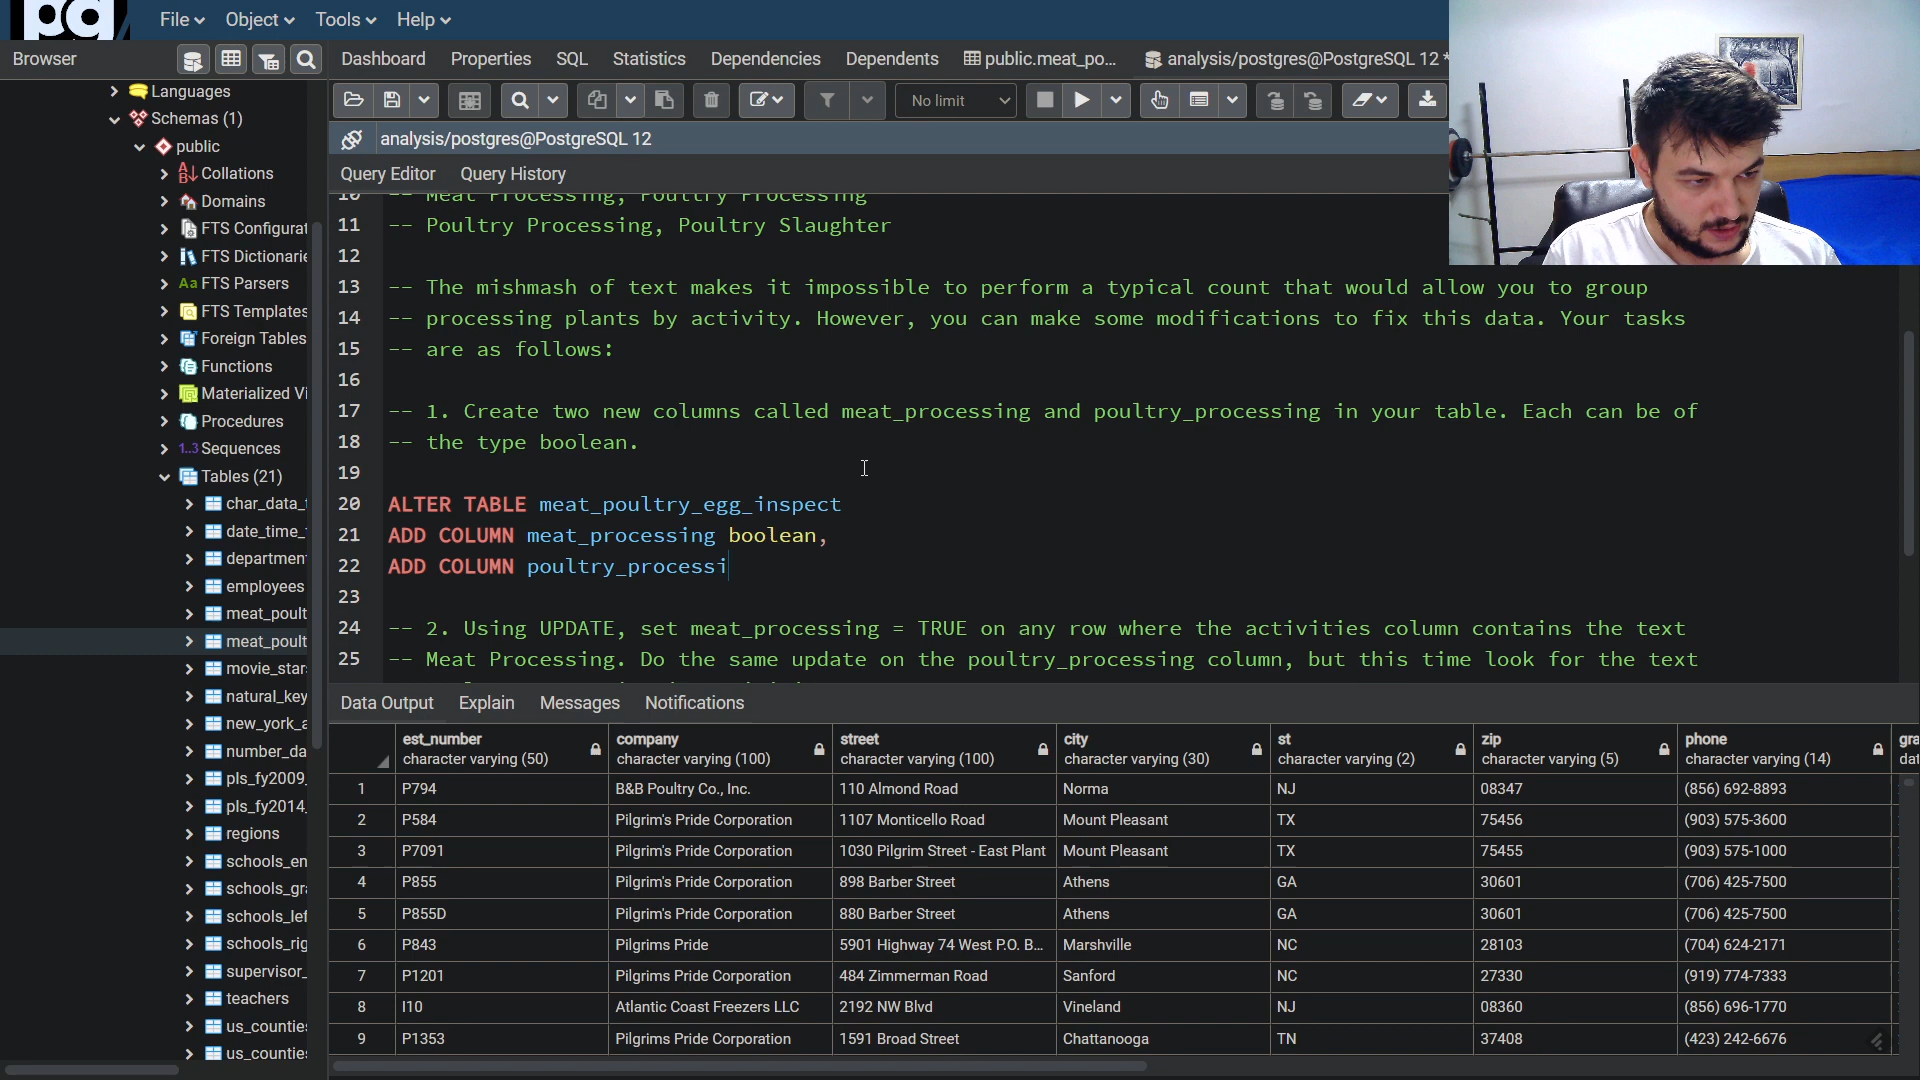 pg
File Object Tools Help
Browser
Dashboard Properties SQL Statistics Dependencies Dependents public.meat_po... analysis/postgres@PostgreSQL 12 *
No limit
analysis/postgres@PostgreSQL 12
Query Editor Query History
Languages
Schemas (1)
public
Collations
Domains
FTS Configurat
FTS Dictionarie
Aa FTS Parsers
FTS Templates
Foreign Tables
Functions
Materialized Vi
Procedures
1..3 Sequences
Tables (21)
char_data_
date_time_
departmen
employees
meat_poult
meat_poult
movie_star
natural_key
new_york_a
number_da
pls_fy2009_
pls_fy2014_
regions
schools_en
schools_gra
schools_lef
schools_rig
supervisor_
teachers
us_counties
us_counties
10 -- Meat Processing, Poultry Processing
11 -- Poultry Processing, Poultry Slaughter
12
13 -- The mishmash of text makes it impossible to perform a typical count that would allow you to group
14 -- processing plants by activity. However, you can make some modifications to fix this data. Your tasks
15 -- are as follows:
16
17 -- 1. Create two new columns called meat_processing and poultry_processing in your table. Each can be of
18 -- the type boolean.
19
20 ALTER TABLE meat_poultry_egg_inspect
21 ADD COLUMN meat_processing boolean,
22 ADD COLUMN poultry_processi
23
24 -- 2. Using UPDATE, set meat_processing = TRUE on any row where the activities column contains the text
25 -- Meat Processing. Do the same update on the poultry_processing column, but this time look for the text
Data Output Explain Messages Notifications
est_number company street city st zip phone gra
character varying (50) character varying (100) character varying (100) character varying (30) character varying (2) character varying (5) character varying (14) dat
1 P794 B&B Poultry Co., Inc. 110 Almond Road Norma NJ 08347 (856) 692-8893
2 P584 Pilgrim's Pride Corporation 1107 Monticello Road Mount Pleasant TX 75456 (903) 575-3600
3 P7091 Pilgrim's Pride Corporation 1030 Pilgrim Street - East Plant Mount Pleasant TX 75455 (903) 575-1000
4 P855 Pilgrim's Pride Corporation 898 Barber Street Athens GA 30601 (706) 425-7500
5 P855D Pilgrim's Pride Corporation 880 Barber Street Athens GA 30601 (706) 425-7500
6 P843 Pilgrims Pride 5901 Highway 74 West P.O. B... Marshville NC 28103 (704) 624-2171
7 P1201 Pilgrims Pride Corporation 484 Zimmerman Road Sanford NC 27330 (919) 774-7333
8 I10 Atlantic Coast Freezers LLC 2192 NW Blvd Vineland NJ 08360 (856) 696-1770
9 P1353 Pilgrims Pride Corporation 1591 Broad Street Chattanooga TN 37408 (423) 242-6676